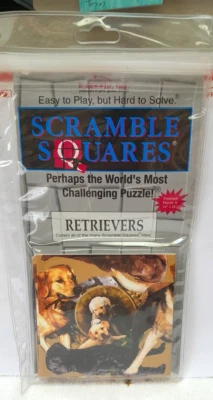 Easy to Play, but Hard to Solve.®
SCRAMBLE
SQUARES®
Perhaps the World's Most
Challenging Puzzle!®
RETRIEVERS